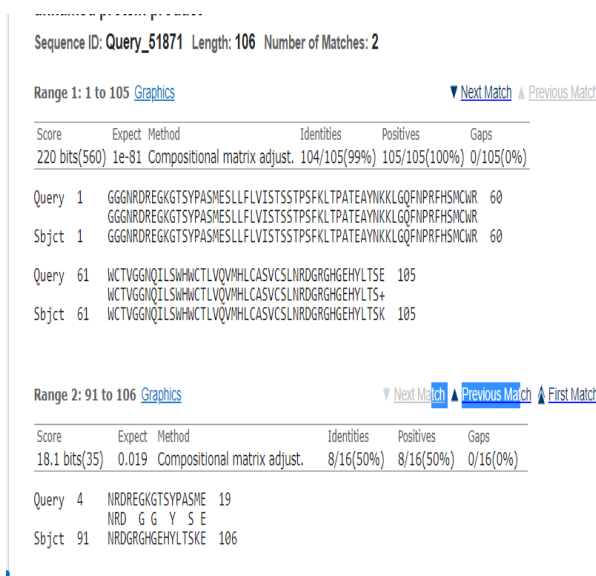 Sequence ID: Query_51871 Length: 106 Number of Matches: 2
Range 1: 1 to 105 Graphics ▼ Next Match ▲ Previous Match
Score Expect Method Identities Positives Gaps
220 bits(560) 1e-81 Compositional matrix adjust. 104/105(99%) 105/105(100%) 0/105(0%)
Query 1 GGGNRDREGKGTSYPASMESLLFLVISTSSTPSFKLTPATEAYNKKLGQFNPRFHSMCWR 60
GGGNRDREGKGTSYPASMESLLFLVISTSSTPSFKLTPATEAYNKKLGQFNPRFHSMCWR
Sbjct 1 GGGNRDREGKGTSYPASMESLLFLVISTSSTPSFKLTPATEAYNKKLGQFNPRFHSMCWR 60
Query 61 WCTVGGNQILSWHWCTLVQVMHLCASVCSLNRDGRGHGEHYLTSE 105
WCTVGGNQILSWHWCTLVQVMHLCASVCSLNRDGRGHGEHYLTS+
Sbjct 61 WCTVGGNQILSWHWCTLVQVMHLCASVCSLNRDGRGHGEHYLTSK 105
Range 2: 91 to 106 Graphics ▼ Next Match ▲ Previous Match ⮝ First Match
Score Expect Method Identities Positives Gaps
18.1 bits(35) 0.019 Compositional matrix adjust. 8/16(50%) 8/16(50%) 0/16(0%)
Query 4 NRDREGKGTSYPASME 19
NRD G G Y S E
Sbjct 91 NRDGRGHGEHYLTSKE 106